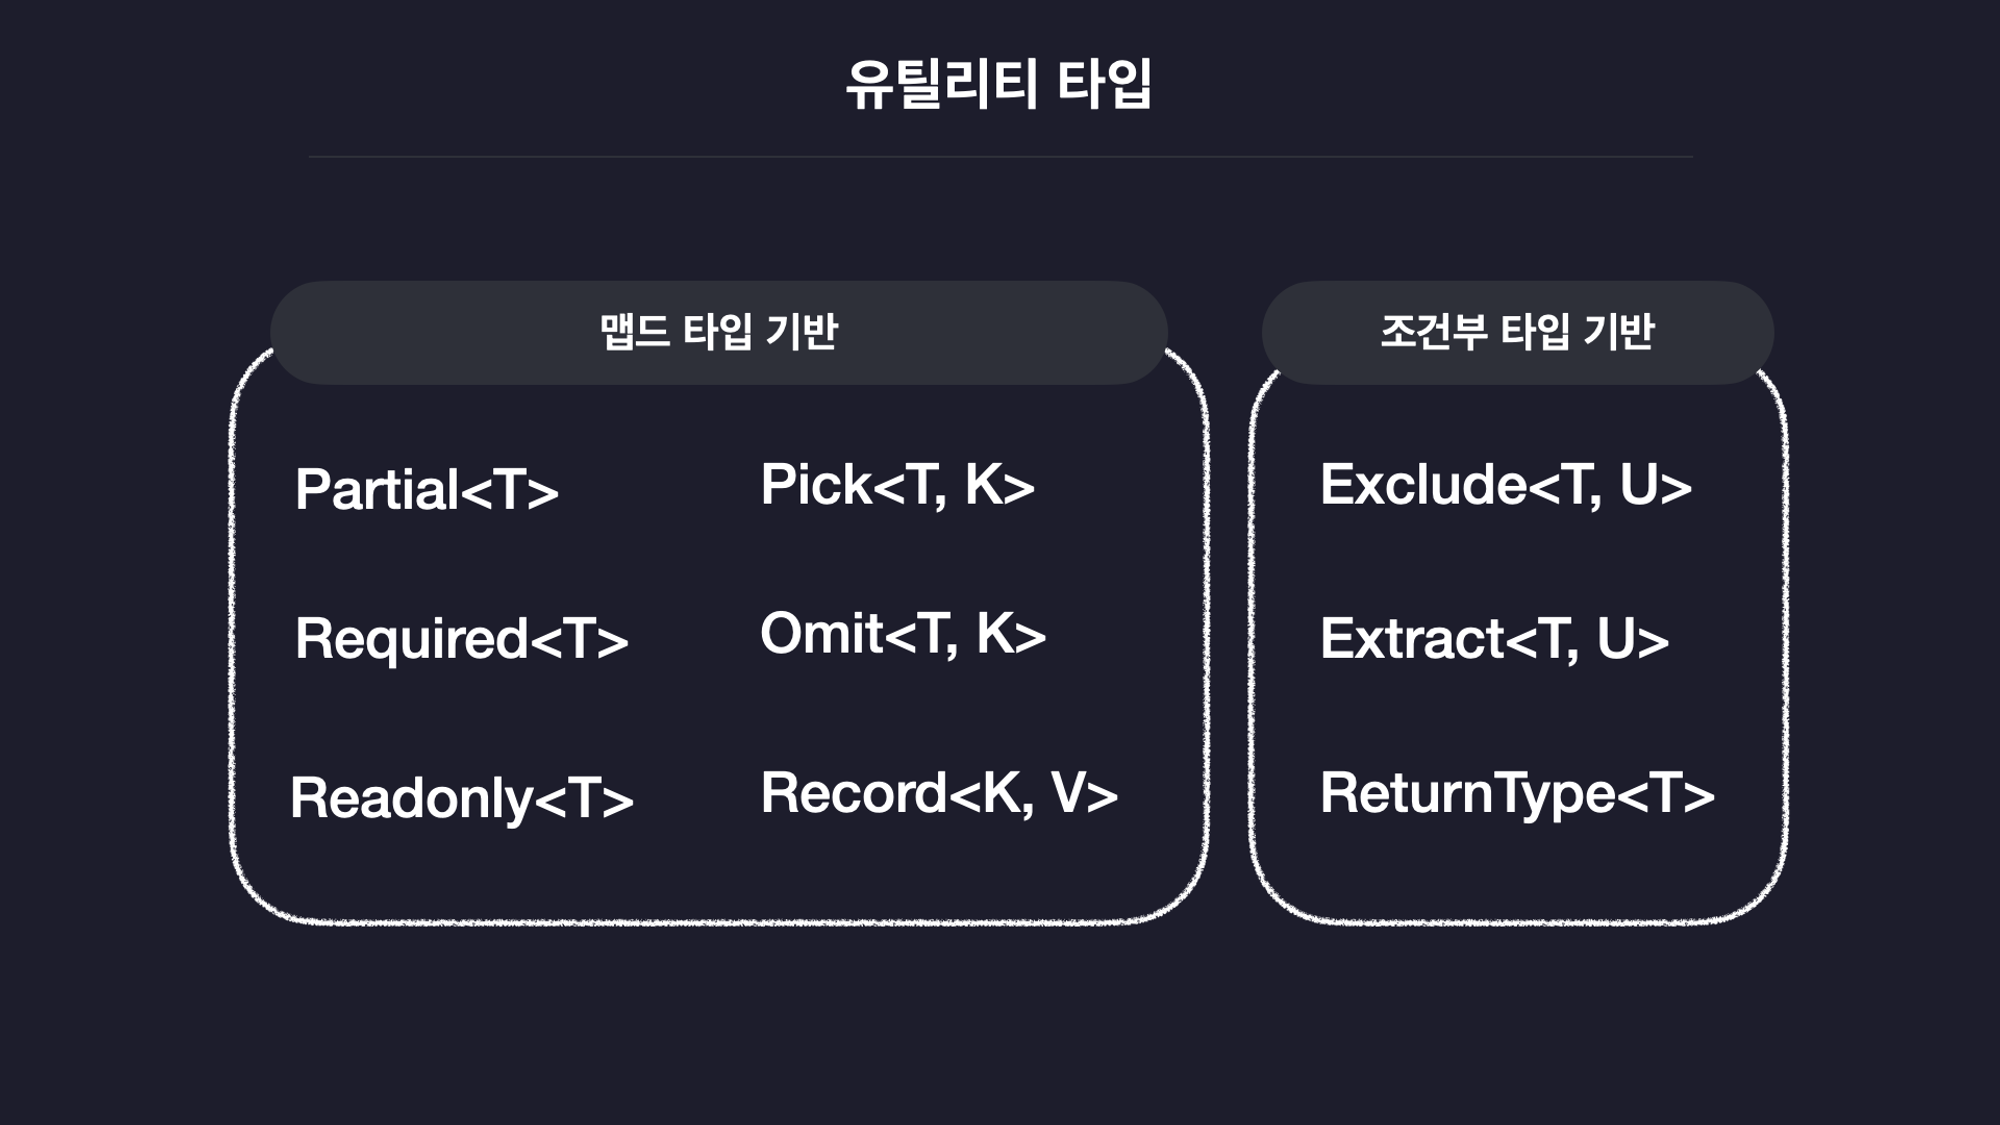 유틸리티 타입
맵드 타입 기반
Partial<T>
Pick<T, K>
Required<T>
Omit<T, K>
Readonly<T>
Record<K, V>
조건부 타입 기반
Exclude<T, U>
Extract<T, U>
ReturnType<T>